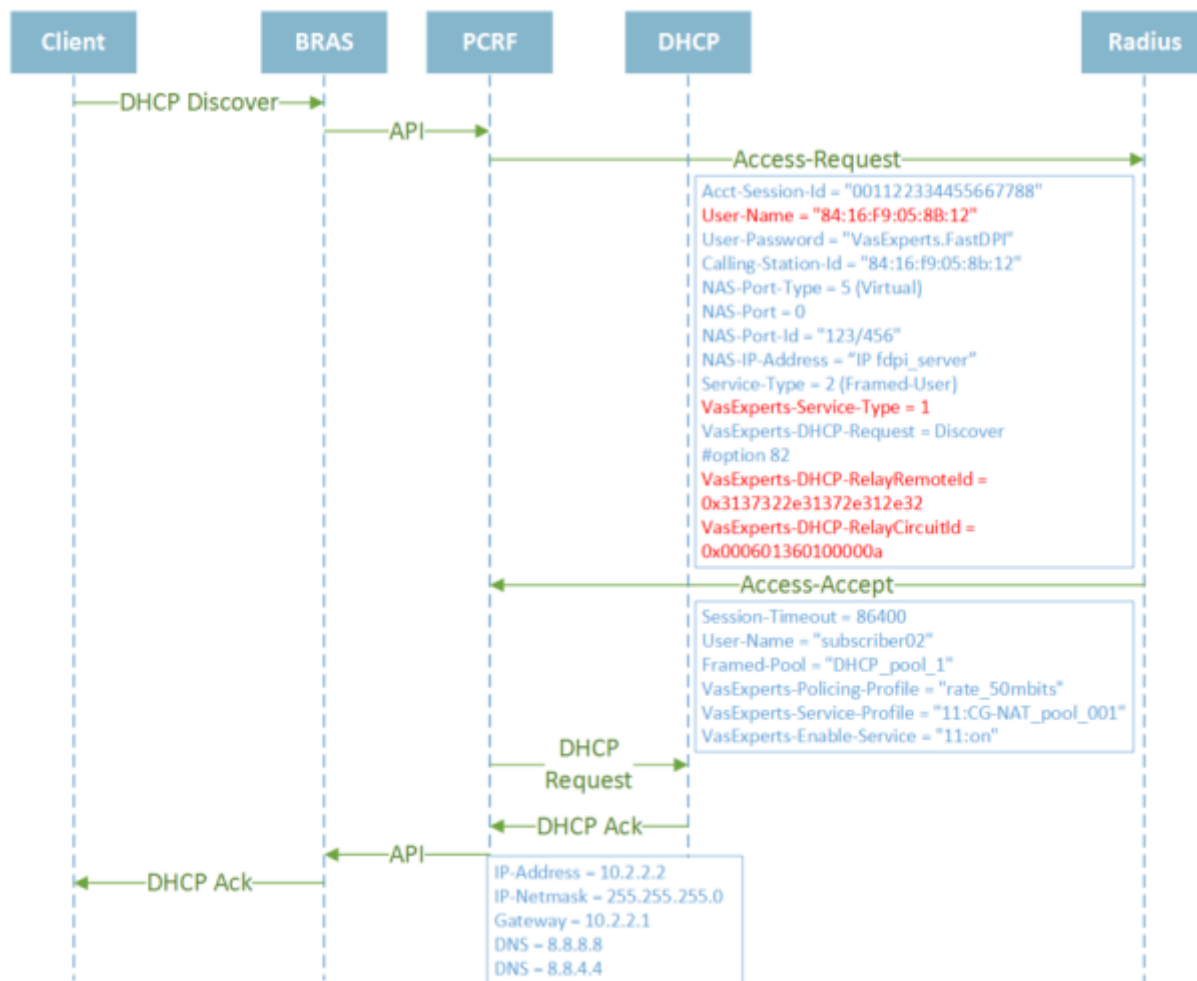 Client
BRAS
PCRF
DHCP
Radius
DHCP Discover
API
Access-Request
Acct-Session-Id = "001122334455667788"
User-Name = "84:16:F9:05:8B:12"
User-Password = "VasExperts.FastDPI"
Calling-Station-Id = "84:16:f9:05:8b:12"
NAS-Port-Type = 5 (Virtual)
NAS-Port = 0
NAS-Port-Id = "123/456"
NAS-IP-Address = “IP fdpi_server”
Service-Type = 2 (Framed-User)
VasExperts-Service-Type = 1
VasExperts-DHCP-Request = Discover
#option 82
VasExperts-DHCP-RelayRemoteId =
0x3137322e31372e312e32
VasExperts-DHCP-RelayCircuitId =
0x000601360100000a
Access-Accept
Session-Timeout = 86400
User-Name = "subscriber02"
Framed-Pool = "DHCP_pool_1"
VasExperts-Policing-Profile = "rate_50mbits"
VasExperts-Service-Profile = "11:CG-NAT_pool_001"
VasExperts-Enable-Service = "11:on"
DHCP
Request
DHCP Ack
API
DHCP Ack
IP-Address = 10.2.2.2
IP-Netmask = 255.255.255.0
Gateway = 10.2.2.1
DNS = 8.8.8.8
DNS = 8.8.4.4